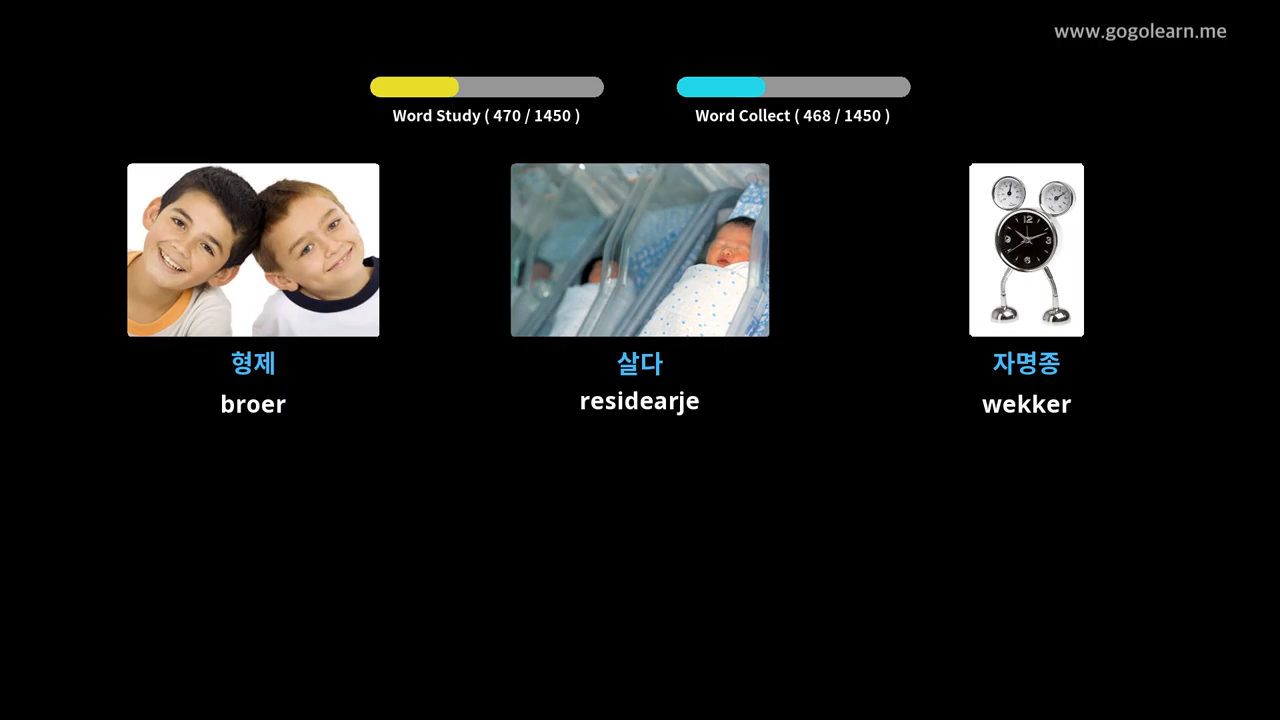 www.gogolearn.me
Word Study ( 470 / 1450 )
Word Collect ( 468 / 1450 )
형제
broer
살다
residearje
자명종
wekker